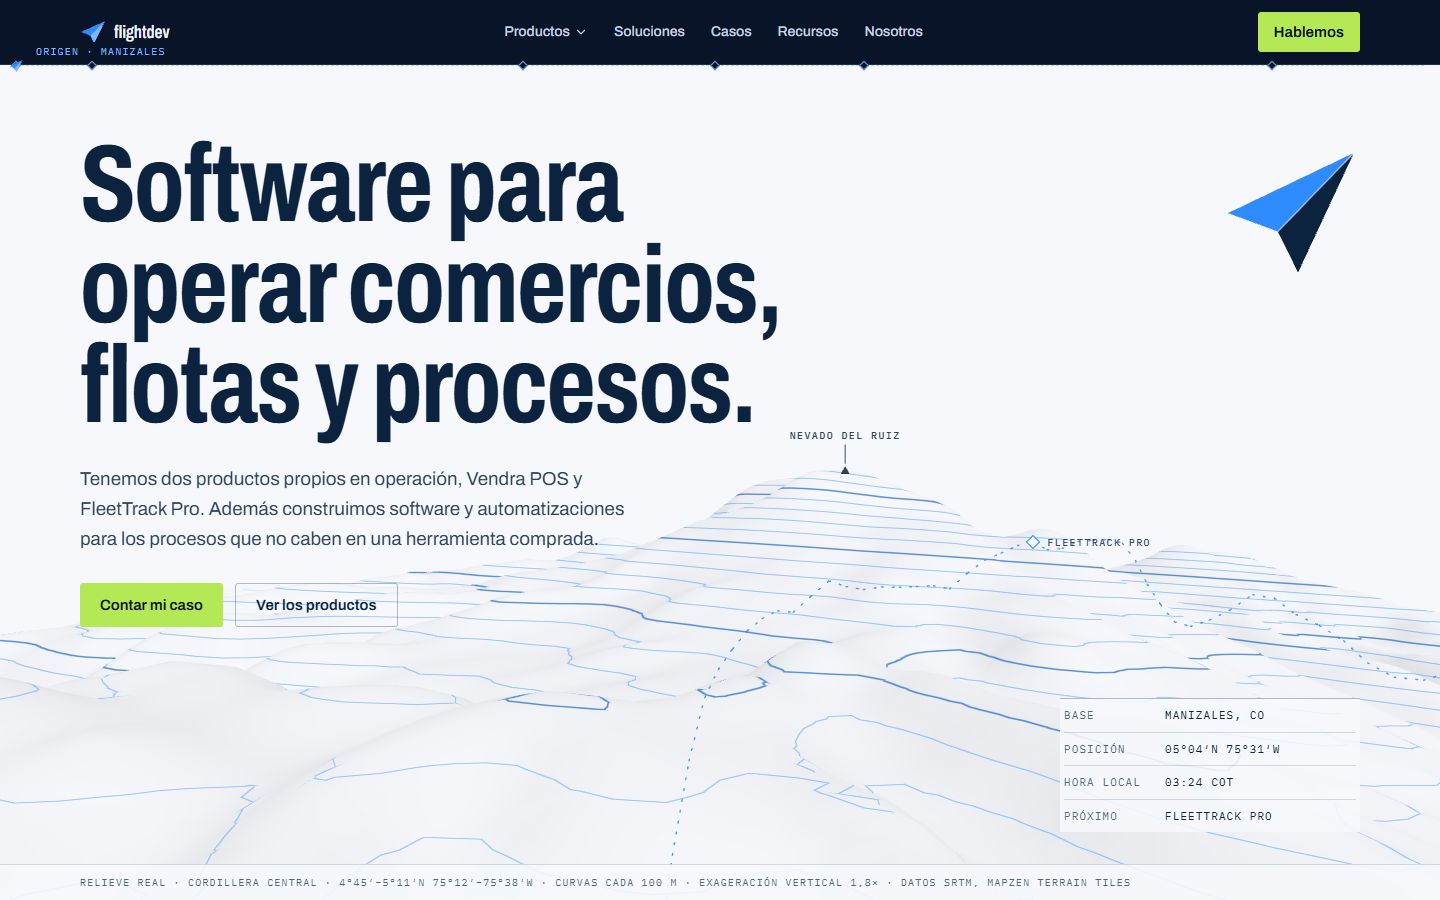 flightdev
ORIGEN · MANIZALES
Productos
Soluciones
Casos
Recursos
Nosotros
Hablemos
Software para
operar comercios,
flotas y procesos.
NEVADO DEL RUIZ
Tenemos dos productos propios en operación, Vendra POS y
FleetTrack Pro. Además construimos software y automatizaciones
para los procesos que no caben en una herramienta comprada.
FLEETTRACK PRO
Contar mi caso
Ver los productos
BASE MANIZALES, CO
POSICIÓN 05°04′N 75°31′W
HORA LOCAL 03:24 COT
PRÓXIMO FLEETTRACK PRO
RELIEVE REAL · CORDILLERA CENTRAL · 4°45′–5°11′N 75°12′–75°38′W · CURVAS CADA 100 M · EXAGERACIÓN VERTICAL 1,8× · DATOS SRTM, MAPZEN TERRAIN TILES